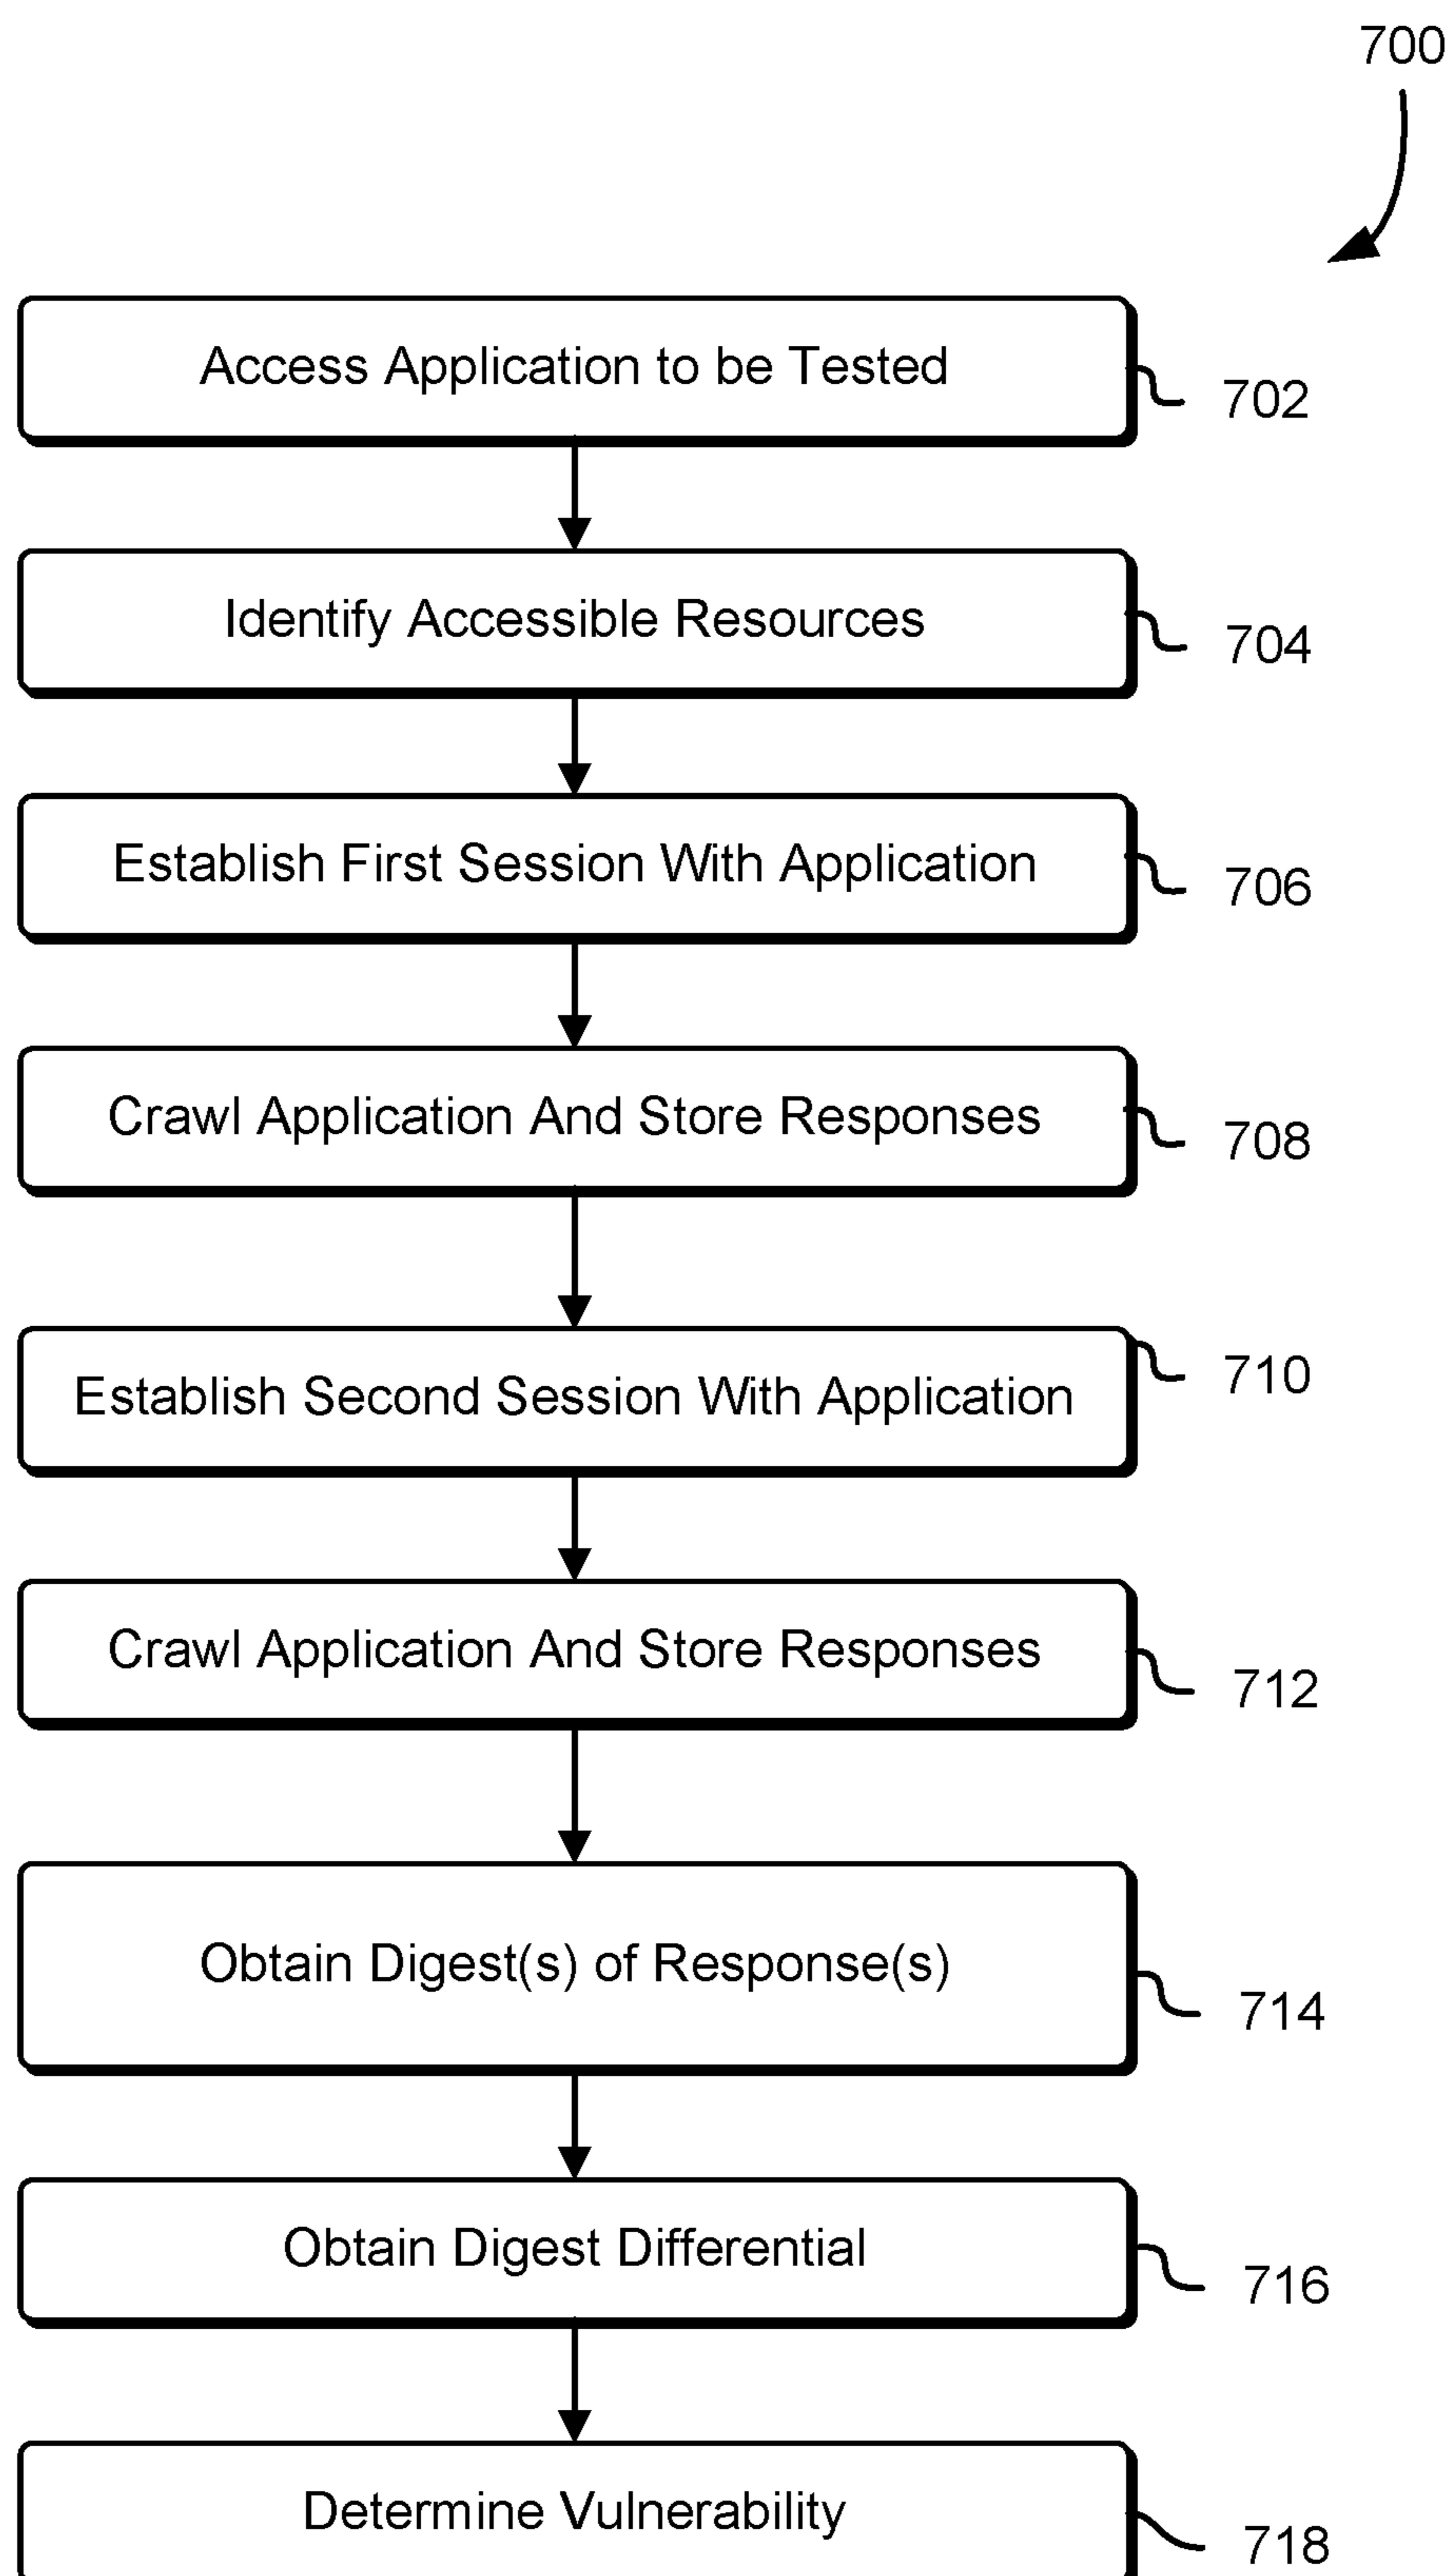 700
Access Application to be Tested
702
Identify Accessible Resources
704
Establish First Session With Application
706
Crawl Application And Store Responses
708
Establish Second Session With Application
710
Crawl Application And Store Responses
712
Obtain Digest(s) of Response(s)
714
Obtain Digest Differential
716
Determine Vulnerability
718